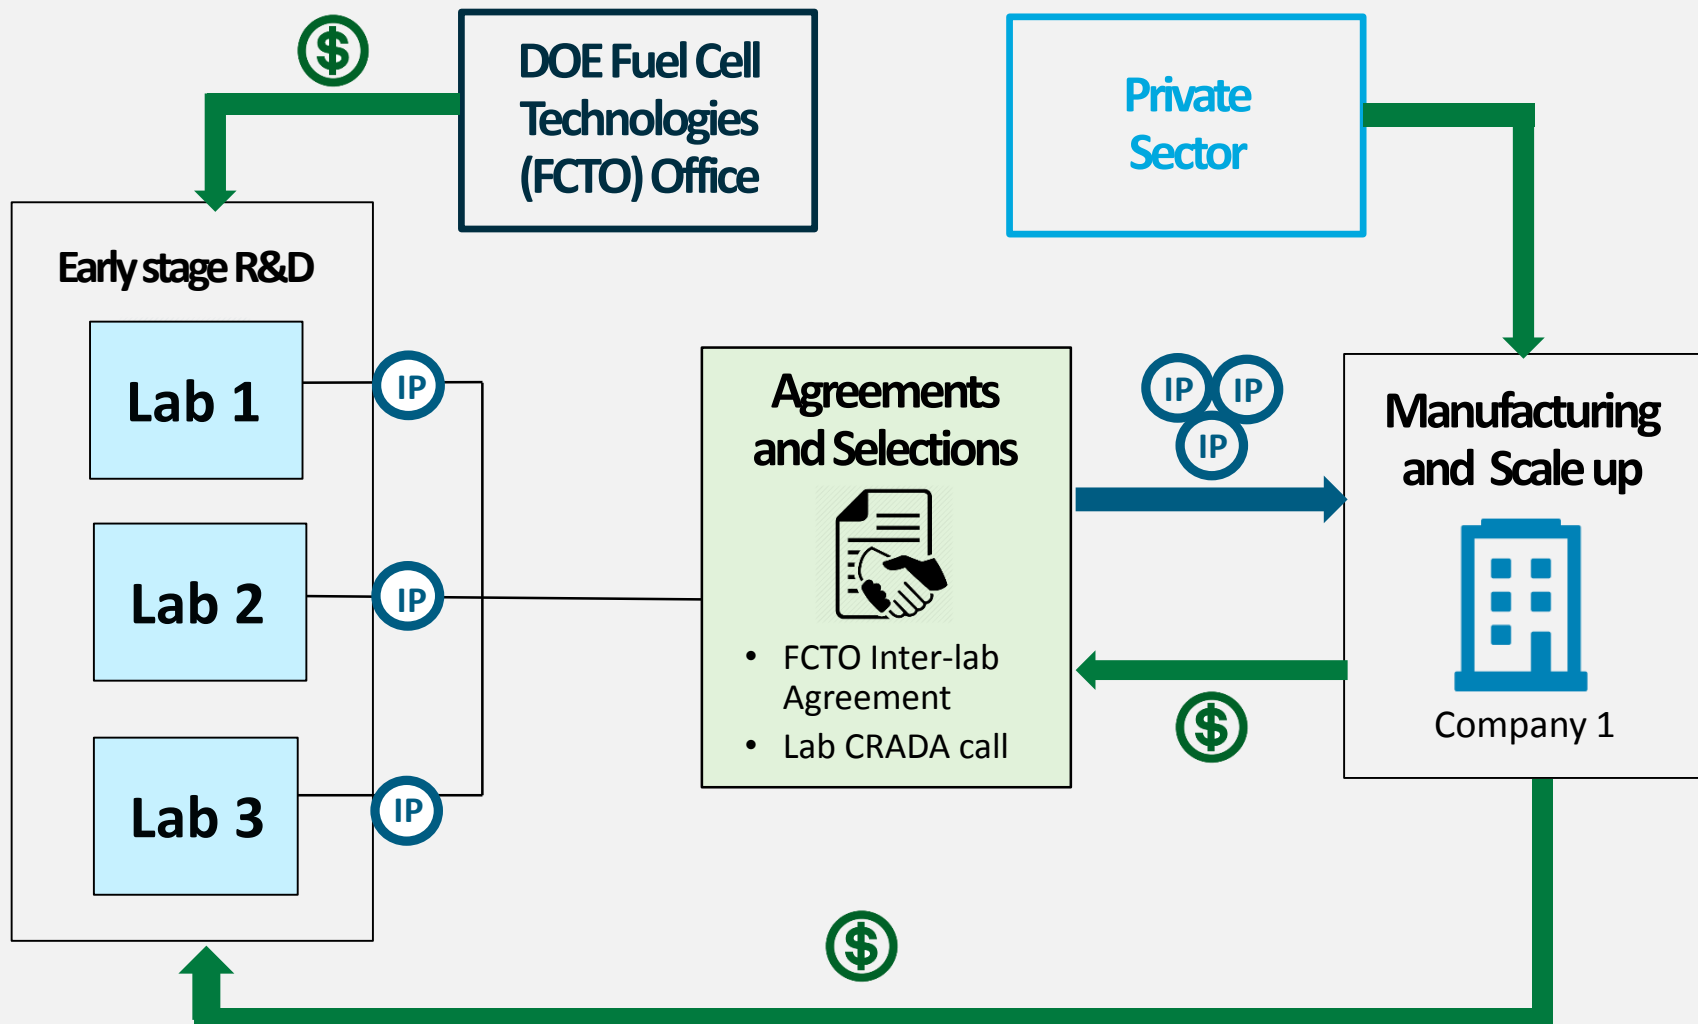 $
DOE Fuel Cell
Technologies
(FCTO) Office
Private
Sector
Early stage R&D
Lab 1
IP
Lab 2
IP
Lab 3
IP
Agreements
and Selections
• FCTO Inter-lab
Agreement
• Lab CRADA call
IP
IP
IP
$
Manufacturing
and Scale up
Company 1
$